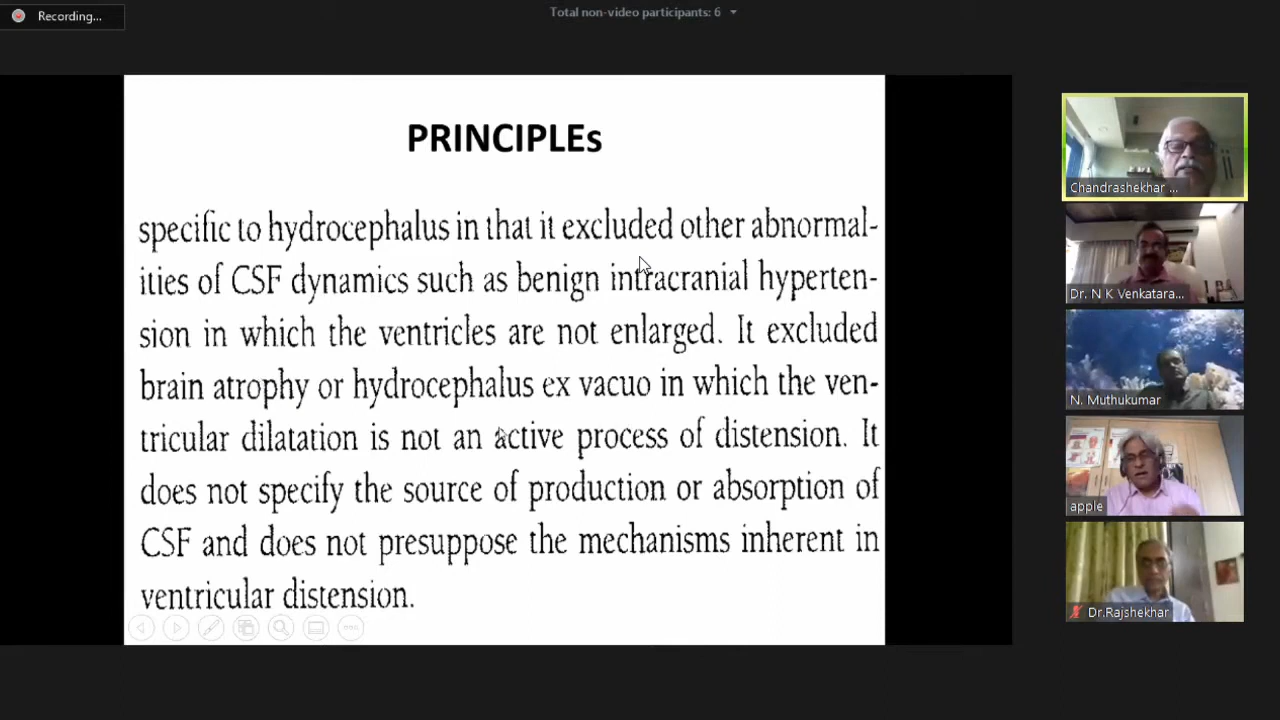 Recording...
Total non-video participants: 6
PRINCIPLEs
specific to hydrocephalus in that it excluded other abnormal-
ities of CSF dynamics such as benign intracranial hyperten-
sion in which the ventricles are not enlarged. It excluded
brain atrophy or hydrocephalus ex vacuo in which the ven-
tricular dilatation is not an active process of distension. It
does not specify the source of production or absorption of
CSF and does not presuppose the mechanisms inherent in
ventricular distension.
Chandrashekhar ...
Dr. N K Venkatara...
N. Muthukumar
apple
Dr.Rajshekhar